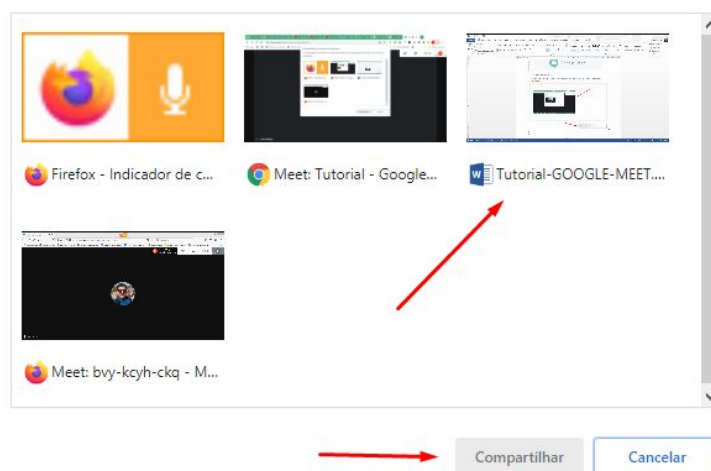 Firefox - Indicador de c...
Meet: Tutorial - Google...
Tutorial-GOOGLE-MEET....
Meet: bvy-kcyh-ckq - M...
Compartilhar
Cancelar